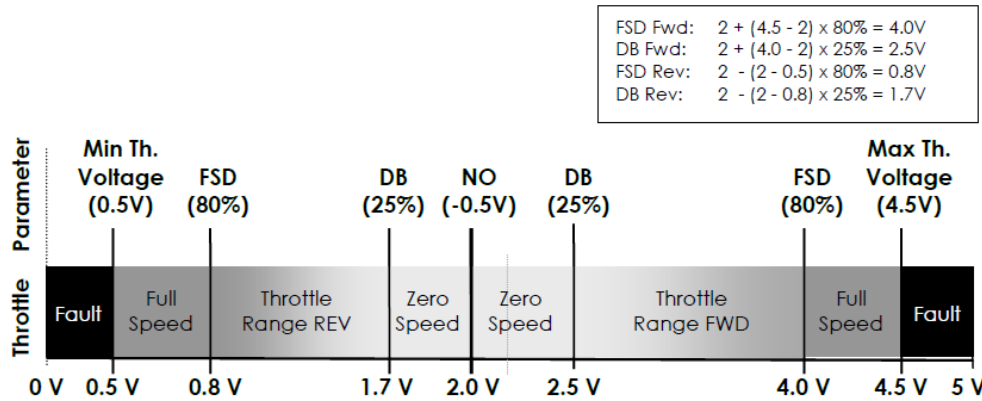 FSD Fwd: 2 + (4.5 - 2) x 80% = 4.0V
DB Fwd: 2 + (4.0 - 2) x 25% = 2.5V
FSD Rev: 2 - (2 - 0.5) x 80% = 0.8V
DB Rev: 2 - (2 - 0.8) x 25% = 1.7V
Parameter
Min Th.
Voltage
(0.5V)
FSD
(80%)
DB
(25%)
NO
(-0.5V)
DB
(25%)
FSD
(80%)
Max Th.
Voltage
(4.5V)
Throttle
Fault
Full
Speed
Throttle
Range REV
Zero
Speed
Zero
Speed
Throttle
Range FWD
Full
Speed
Fault
0 V 0.5 V 0.8 V 1.7 V 2.0 V 2.5 V 4.0 V 4.5 V 5 V